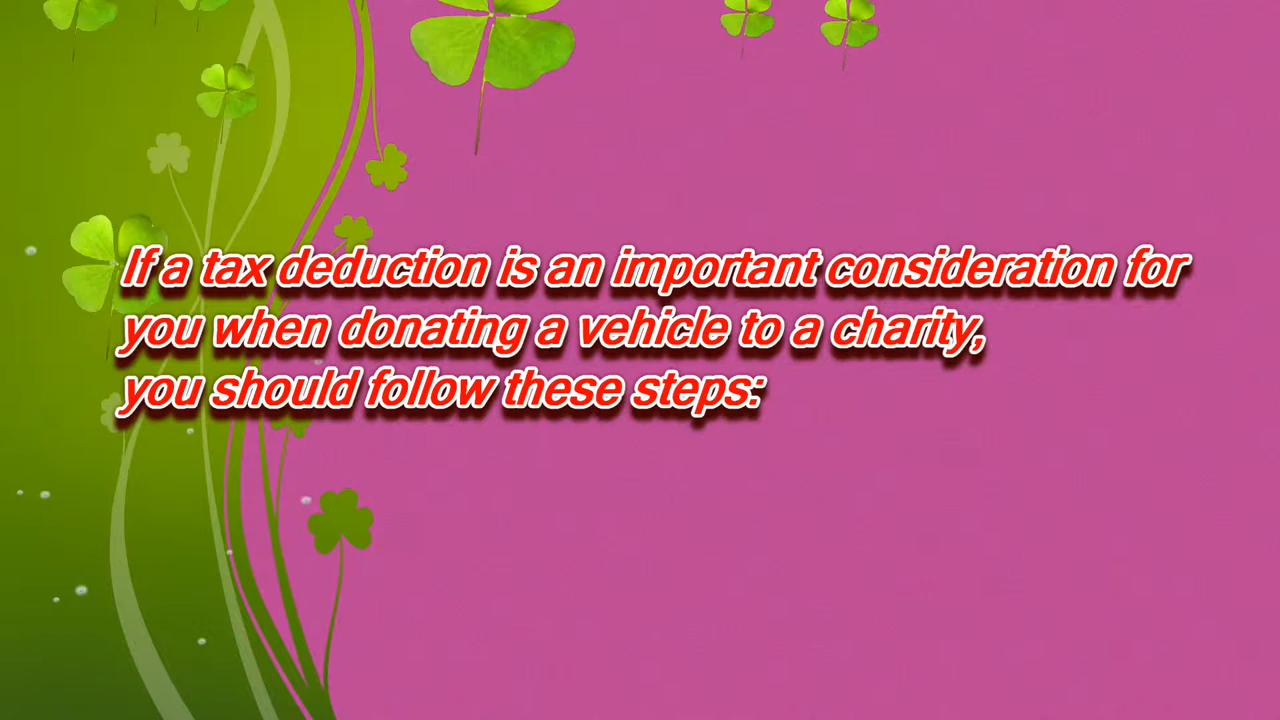 If a tax deduction is an important consideration for
you when donating a vehicle to a charity,
you should follow these steps: